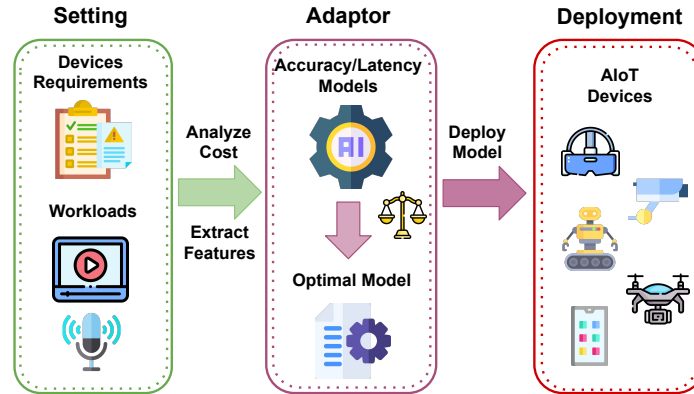 Setting
Adaptor
Deployment
Devices
Requirements
Workloads
Analyze
Cost
Extract
Features
Accuracy/Latency
Models
AI
Optimal Model
Deploy
Model
AIoT
Devices